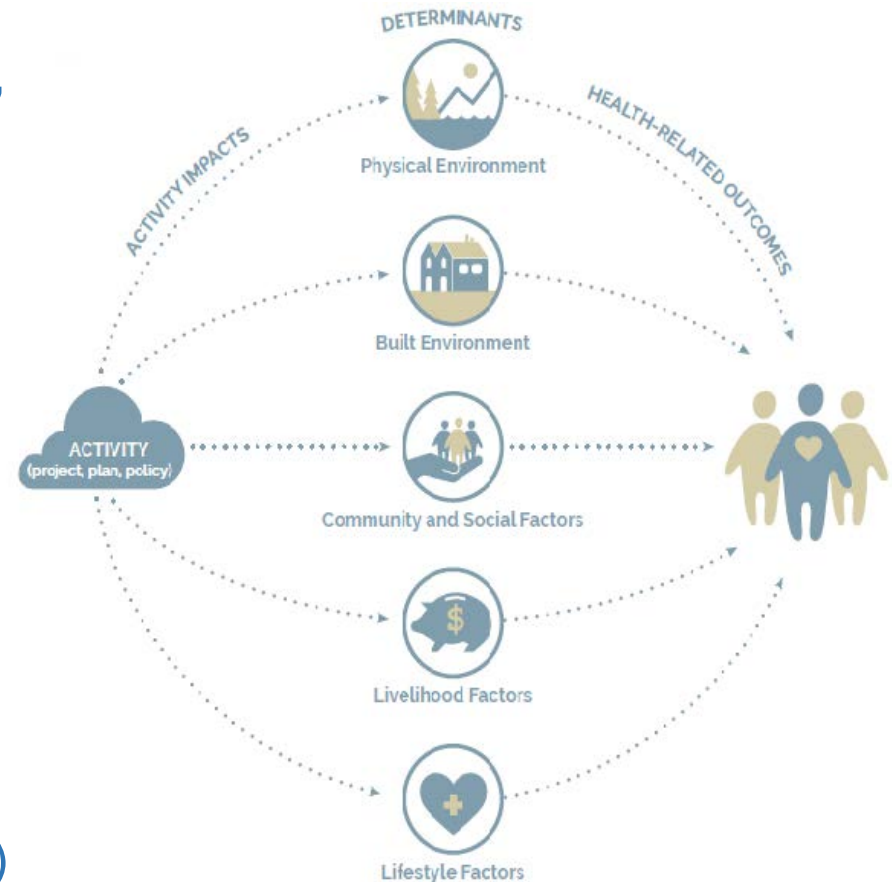 DETERMINANTS
ACTIVITY IMPACTS
HEALTH-RELATED OUTCOMES
Physical Environment
Built Environment
ACTIVITY
(project, plan, policy)
Community and Social Factors
$
Livelihood Factors
Lifestyle Factors